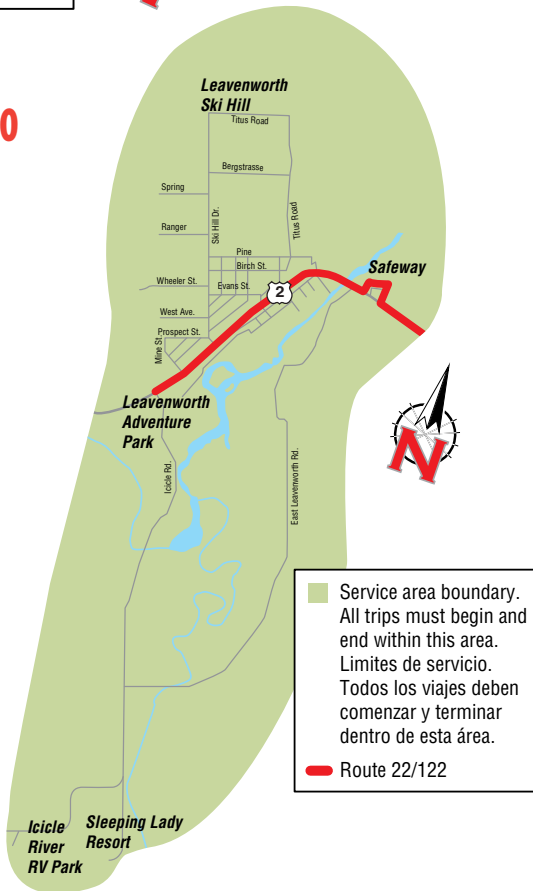 0
Leavenworth
Ski Hill
Titus Road
Bergstrasse
Spring
Ski Hill Dr.
Titus Road
Ranger
Pine
Birch St.
Safeway
Wheeler St.
Evans St.
2
West Ave.
Prospect St.
Mine St.
Leavenworth
Adventure
Park
N
Icicle Rd.
East Leavenworth Rd.
Service area boundary.
All trips must begin and
end within this area.
Limites de servicio.
Todos los viajes deben
comenzar y terminar
dentro de esta área.
Route 22/122
Icicle
River
RV Park
Sleeping Lady
Resort